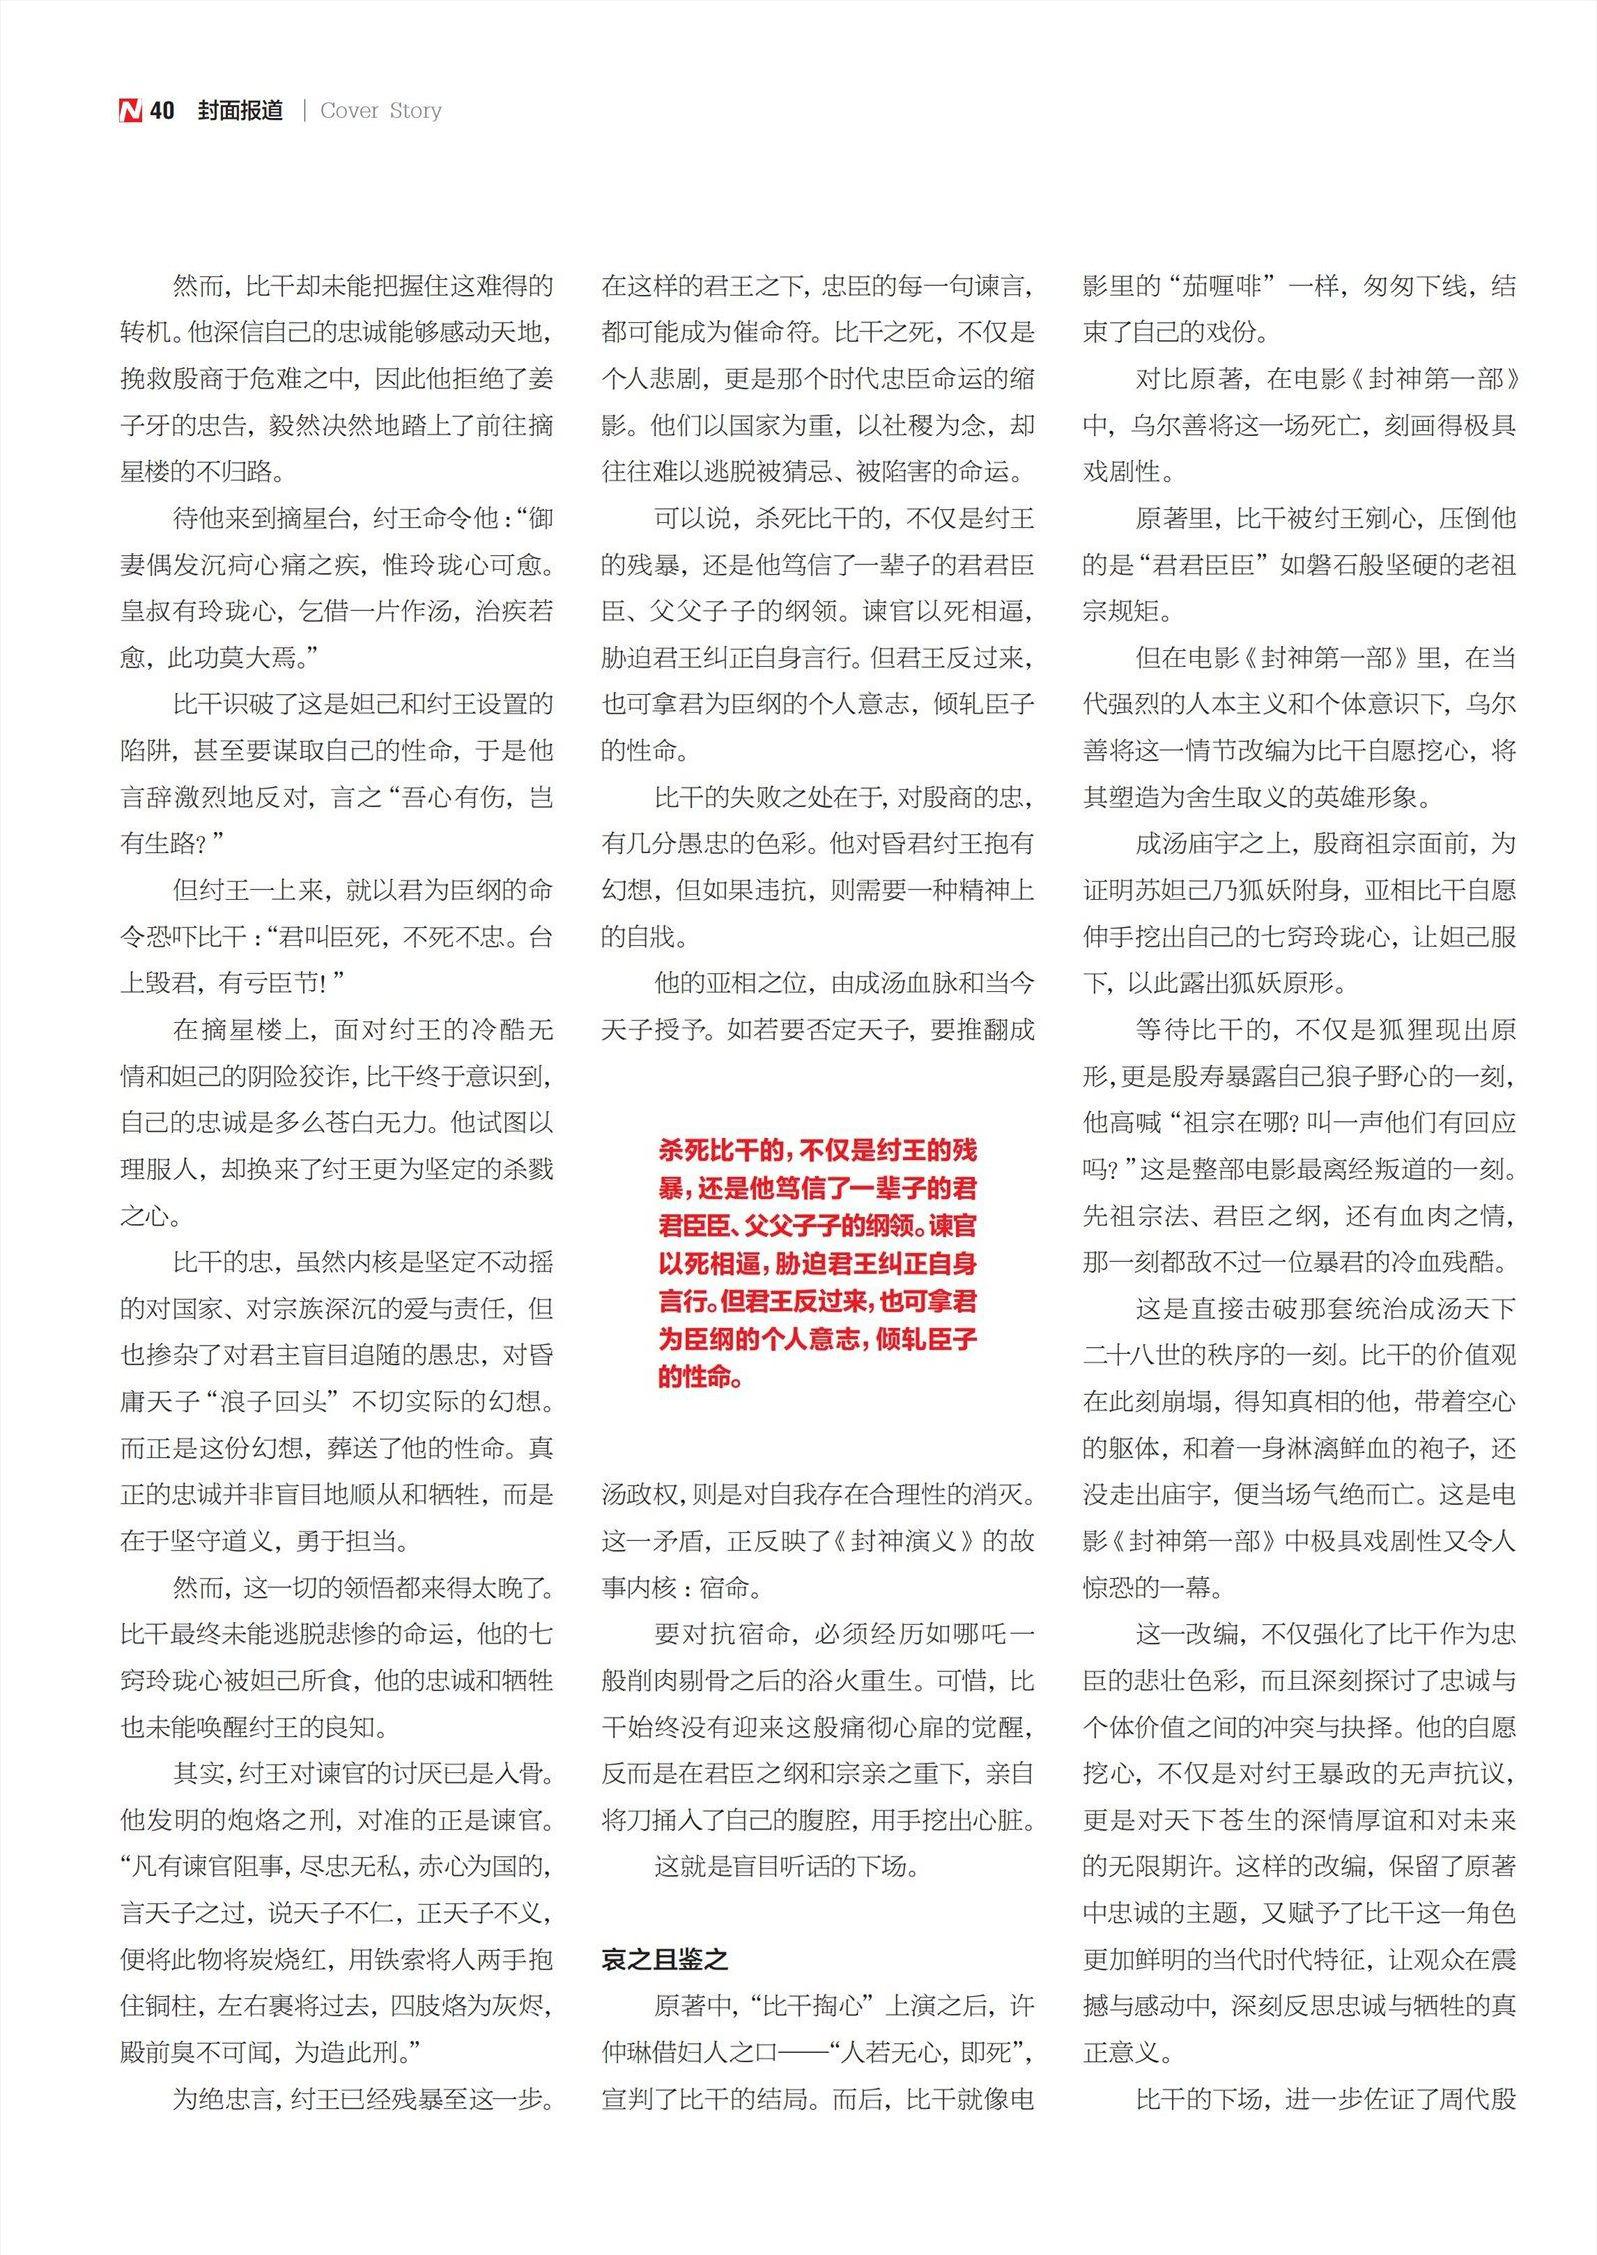 N 40 封面报道 | Cover Story
然而，比干却未能把握住这难得的
转机。他深信自己的忠诚能够感动天地，
挽救殷商于危难之中，因此他拒绝了姜
子牙的忠告，毅然决然地踏上了前往摘
星楼的不归路。
待他来到摘星台，纣王命令他：“御
妻偶发沉疴心痛之疾，惟玲珑心可愈。
皇叔有玲珑心，乞借一片作汤，治疾若
愈，此功莫大焉。”
比干识破了这是妲己和纣王设置的
陷阱，甚至要谋取自己的性命，于是他
言辞激烈地反对，言之“吾心有伤，岂
有生路？”
但纣王一上来，就以君为臣纲的命
令恐吓比干：“君叫臣死，不死不忠。台
上毁君，有亏臣节！”
在摘星楼上，面对纣王的冷酷无
情和妲己的阴险狡诈，比干终于意识到，
自己的忠诚是多么苍白无力。他试图以
理服人，却换来了纣王更为坚定的杀戮
之心。
比干的忠，虽然内核是坚定不动摇
的对国家、对宗族深沉的爱与责任，但
也掺杂了对君主盲目追随的愚忠，对昏
庸天子“浪子回头”不切实际的幻想。
而正是这份幻想，葬送了他的性命。真
正的忠诚并非盲目地顺从和牺牲，而是
在于坚守道义，勇于担当。
然而，这一切的领悟都来得太晚了。
比干最终未能逃脱悲惨的命运，他的七
窍玲珑心被妲己所食，他的忠诚和牺牲
也未能唤醒纣王的良知。
其实，纣王对谏官的讨厌已是入骨。
他发明的炮烙之刑，对准的正是谏官。
“凡有谏官阻事，尽忠无私，赤心为国的，
言天子之过，说天子不仁，正天子不义，
便将此物将炭烧红，用铁索将人两手抱
住铜柱，左右裹将过去，四肢烙为灰烬，
殿前臭不可闻，为造此刑。”
为绝忠言，纣王已经残暴至这一步。
在这样的君王之下，忠臣的每一句谏言，
都可能成为催命符。比干之死，不仅是
个人悲剧，更是那个时代忠臣命运的缩
影。他们以国家为重，以社稷为念，却
往往难以逃脱被猜忌、被陷害的命运。
可以说，杀死比干的，不仅是纣王
的残暴，还是他笃信了一辈子的君君臣
臣、父父子子的纲领。谏官以死相逼，
胁迫君王纠正自身言行。但君王反过来，
也可拿君为臣纲的个人意志，倾轧臣子
的性命。
比干的失败之处在于，对殷商的忠，
有几分愚忠的色彩。他对昏君纣王抱有
幻想，但如果违抗，则需要一种精神上
的自戕。
他的亚相之位，由成汤血脉和当今
天子授予。如若要否定天子，要推翻成
杀死比干的，不仅是纣王的残
暴，还是他笃信了一辈子的君
君臣臣、父父子子的纲领。谏官
以死相逼，胁迫君王纠正自身
言行。但君王反过来，也可拿君
为臣纲的个人意志，倾轧臣子
的性命。
汤政权，则是对自我存在合理性的消灭。
这一矛盾，正反映了《封神演义》的故
事内核：宿命。
要对抗宿命，必须经历如哪吒一
般削肉剔骨之后的浴火重生。可惜，比
干始终没有迎来这般痛彻心扉的觉醒，
反而是在君臣之纲和宗亲之重下，亲自
将刀捅入了自己的腹腔，用手挖出心脏。
这就是盲目听话的下场。
哀之且鉴之
原著中，“比干掏心”上演之后，许
仲琳借妇人之口——“人若无心，即死”，
宣判了比干的结局。而后，比干就像电
影里的“茄喱啡”一样，匆匆下线，结
束了自己的戏份。
对比原著，在电影《封神第一部》
中，乌尔善将这一场死亡，刻画得极具
戏剧性。
原著里，比干被纣王剜心，压倒他
的是“君君臣臣”如磐石般坚硬的老祖
宗规矩。
但在电影《封神第一部》里，在当
代强烈的人本主义和个体意识下，乌尔
善将这一情节改编为比干自愿挖心，将
其塑造为舍生取义的英雄形象。
成汤庙宇之上，殷商祖宗面前，为
证明苏妲己乃狐妖附身，亚相比干自愿
伸手挖出自己的七窍玲珑心，让妲己服
下，以此露出狐妖原形。
等待比干的，不仅是狐狸现出原
形，更是殷寿暴露自己狼子野心的一刻，
他高喊“祖宗在哪？叫一声他们有回应
吗？”这是整部电影最离经叛道的一刻。
先祖宗法、君臣之纲，还有血肉之情，
那一刻都敌不过一位暴君的冷血残酷。
这是直接击破那套统治成汤天下
二十八世的秩序的一刻。比干的价值观
在此刻崩塌，得知真相的他，带着空心
的躯体，和着一身淋漓鲜血的袍子，还
没走出庙宇，便当场气绝而亡。这是电
影《封神第一部》中极具戏剧性又令人
惊恐的一幕。
这一改编，不仅强化了比干作为忠
臣的悲壮色彩，而且深刻探讨了忠诚与
个体价值之间的冲突与抉择。他的自愿
挖心，不仅是对纣王暴政的无声抗议，
更是对天下苍生的深情厚谊和对未来
的无限期许。这样的改编，保留了原著
中忠诚的主题，又赋予了比干这一角色
更加鲜明的当代时代特征，让观众在震
撼与感动中，深刻反思忠诚与牺牲的真
正意义。
比干的下场，进一步佐证了周代殷